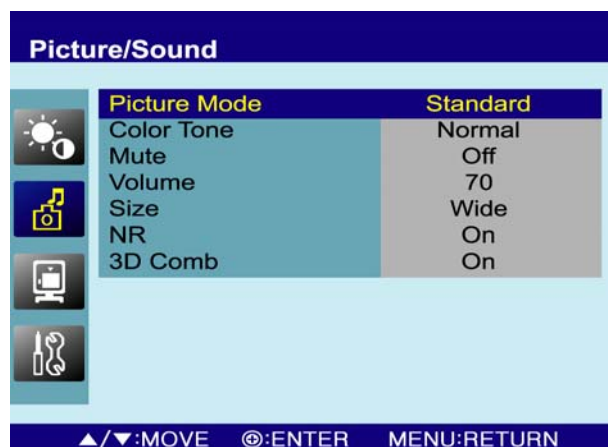 Picture/Sound
Picture Mode Standard
Color Tone Normal
Mute Off
Volume 70
Size Wide
NR On
3D Comb On
▲/▼:MOVE ⊕:ENTER MENU:RETURN